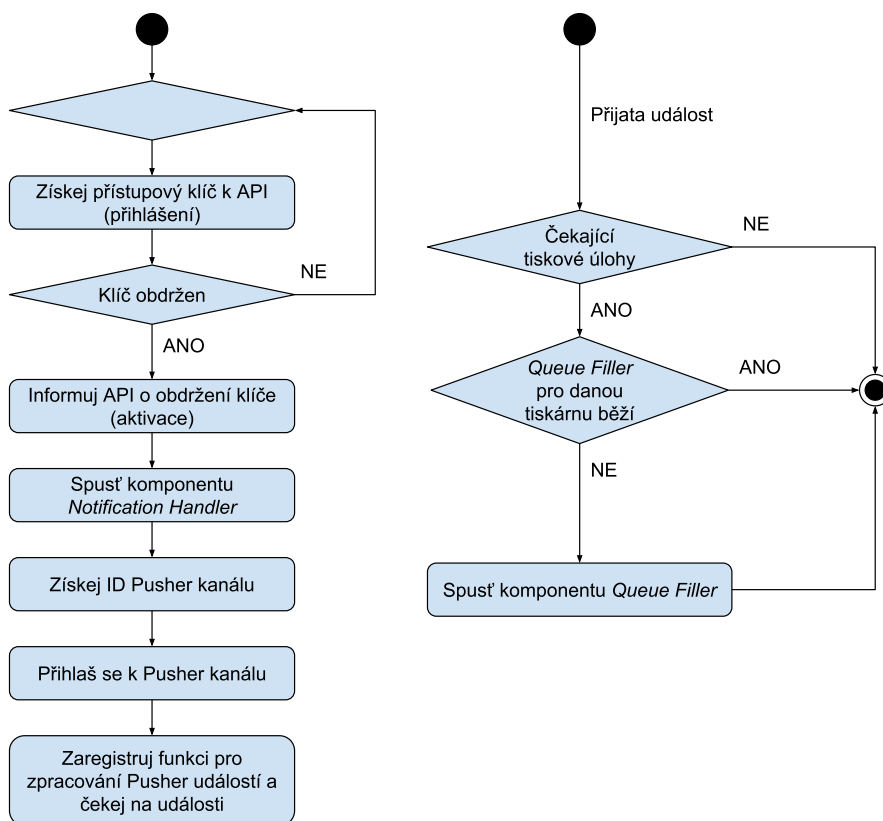 Získej přístupový klíč k API
(přihlášení)
Klíč obdržen
NE
ANO
Informuj API o obdržení klíče
(aktivace)
Spusť komponentu
Notification Handler
Získej ID Pusher kanálu
Přihlaš se k Pusher kanálu
Zaregistruj funkci pro
zpracování Pusher událostí a
čekej na události
Přijata událost
Čekající
tiskové úlohy
NE
ANO
Queue Filler
pro danou
tiskárnu běží
ANO
NE
Spusť komponentu Queue Filler